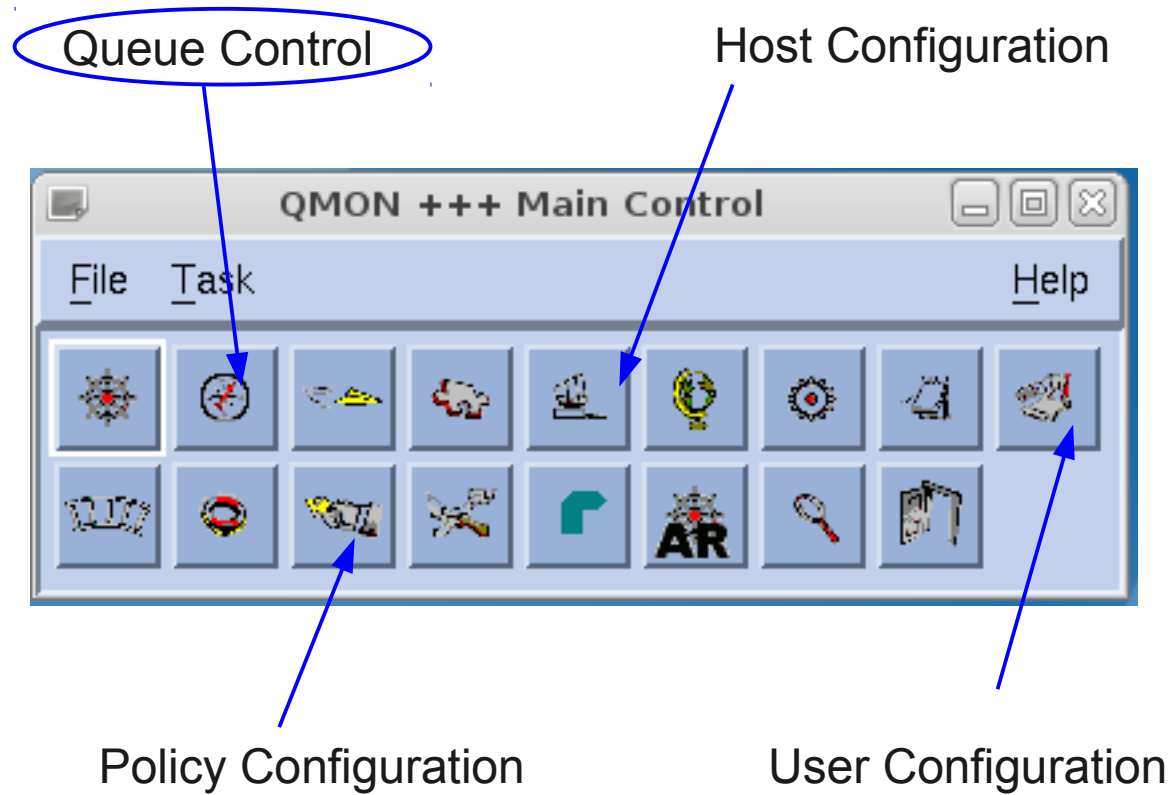 Queue Control
Host Configuration
QMON +++ Main Control
File Task Help
AR
Policy Configuration
User Configuration